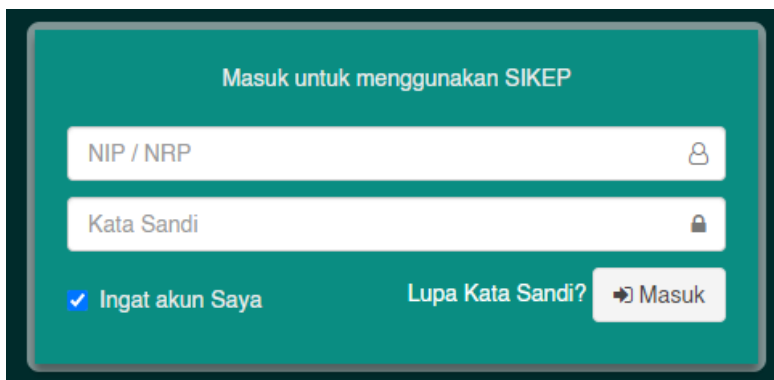 Masuk untuk menggunakan SIKEP
NIP / NRP
Kata Sandi
Ingat akun Saya
Lupa Kata Sandi?
Masuk